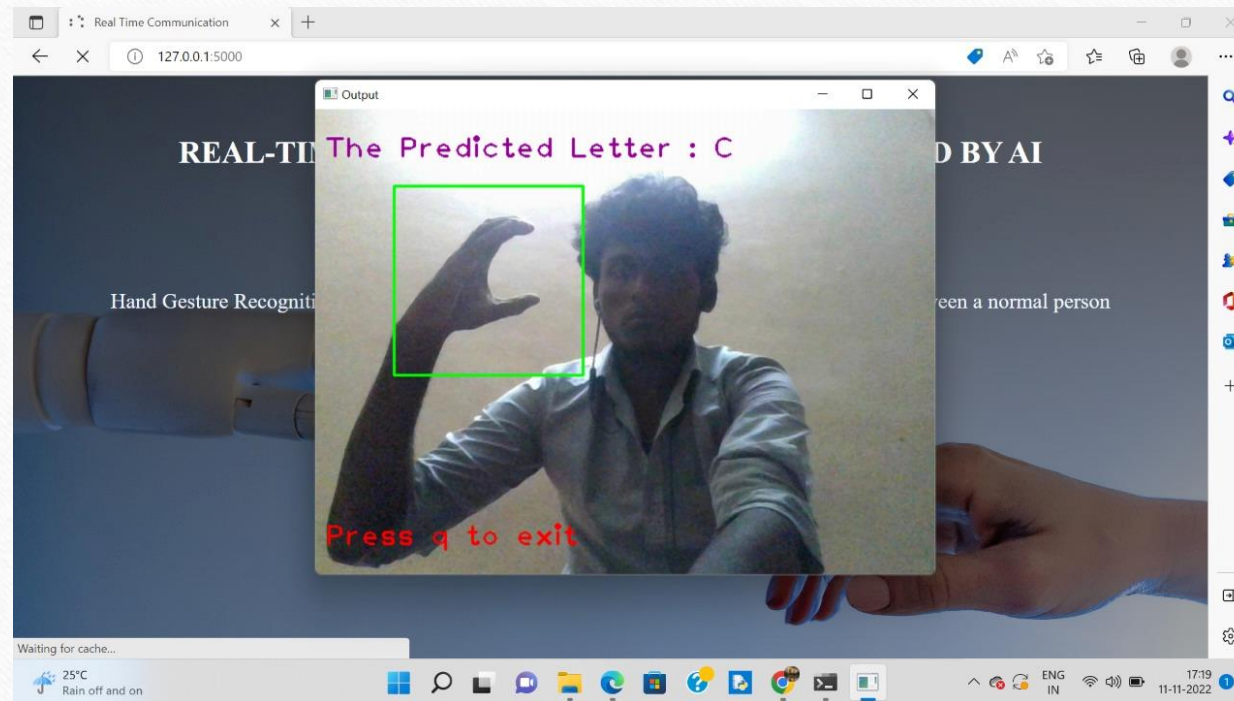 Real Time Communication
127.0.0.1:5000
Output
REAL-TI
The Predicted Letter : C
D BY AI
Hand Gesture Recogniti
een a normal person
Press q to exit
Waiting for cache...
25°C
Rain off and on
ENG
IN
17:19
11-11-2022
1